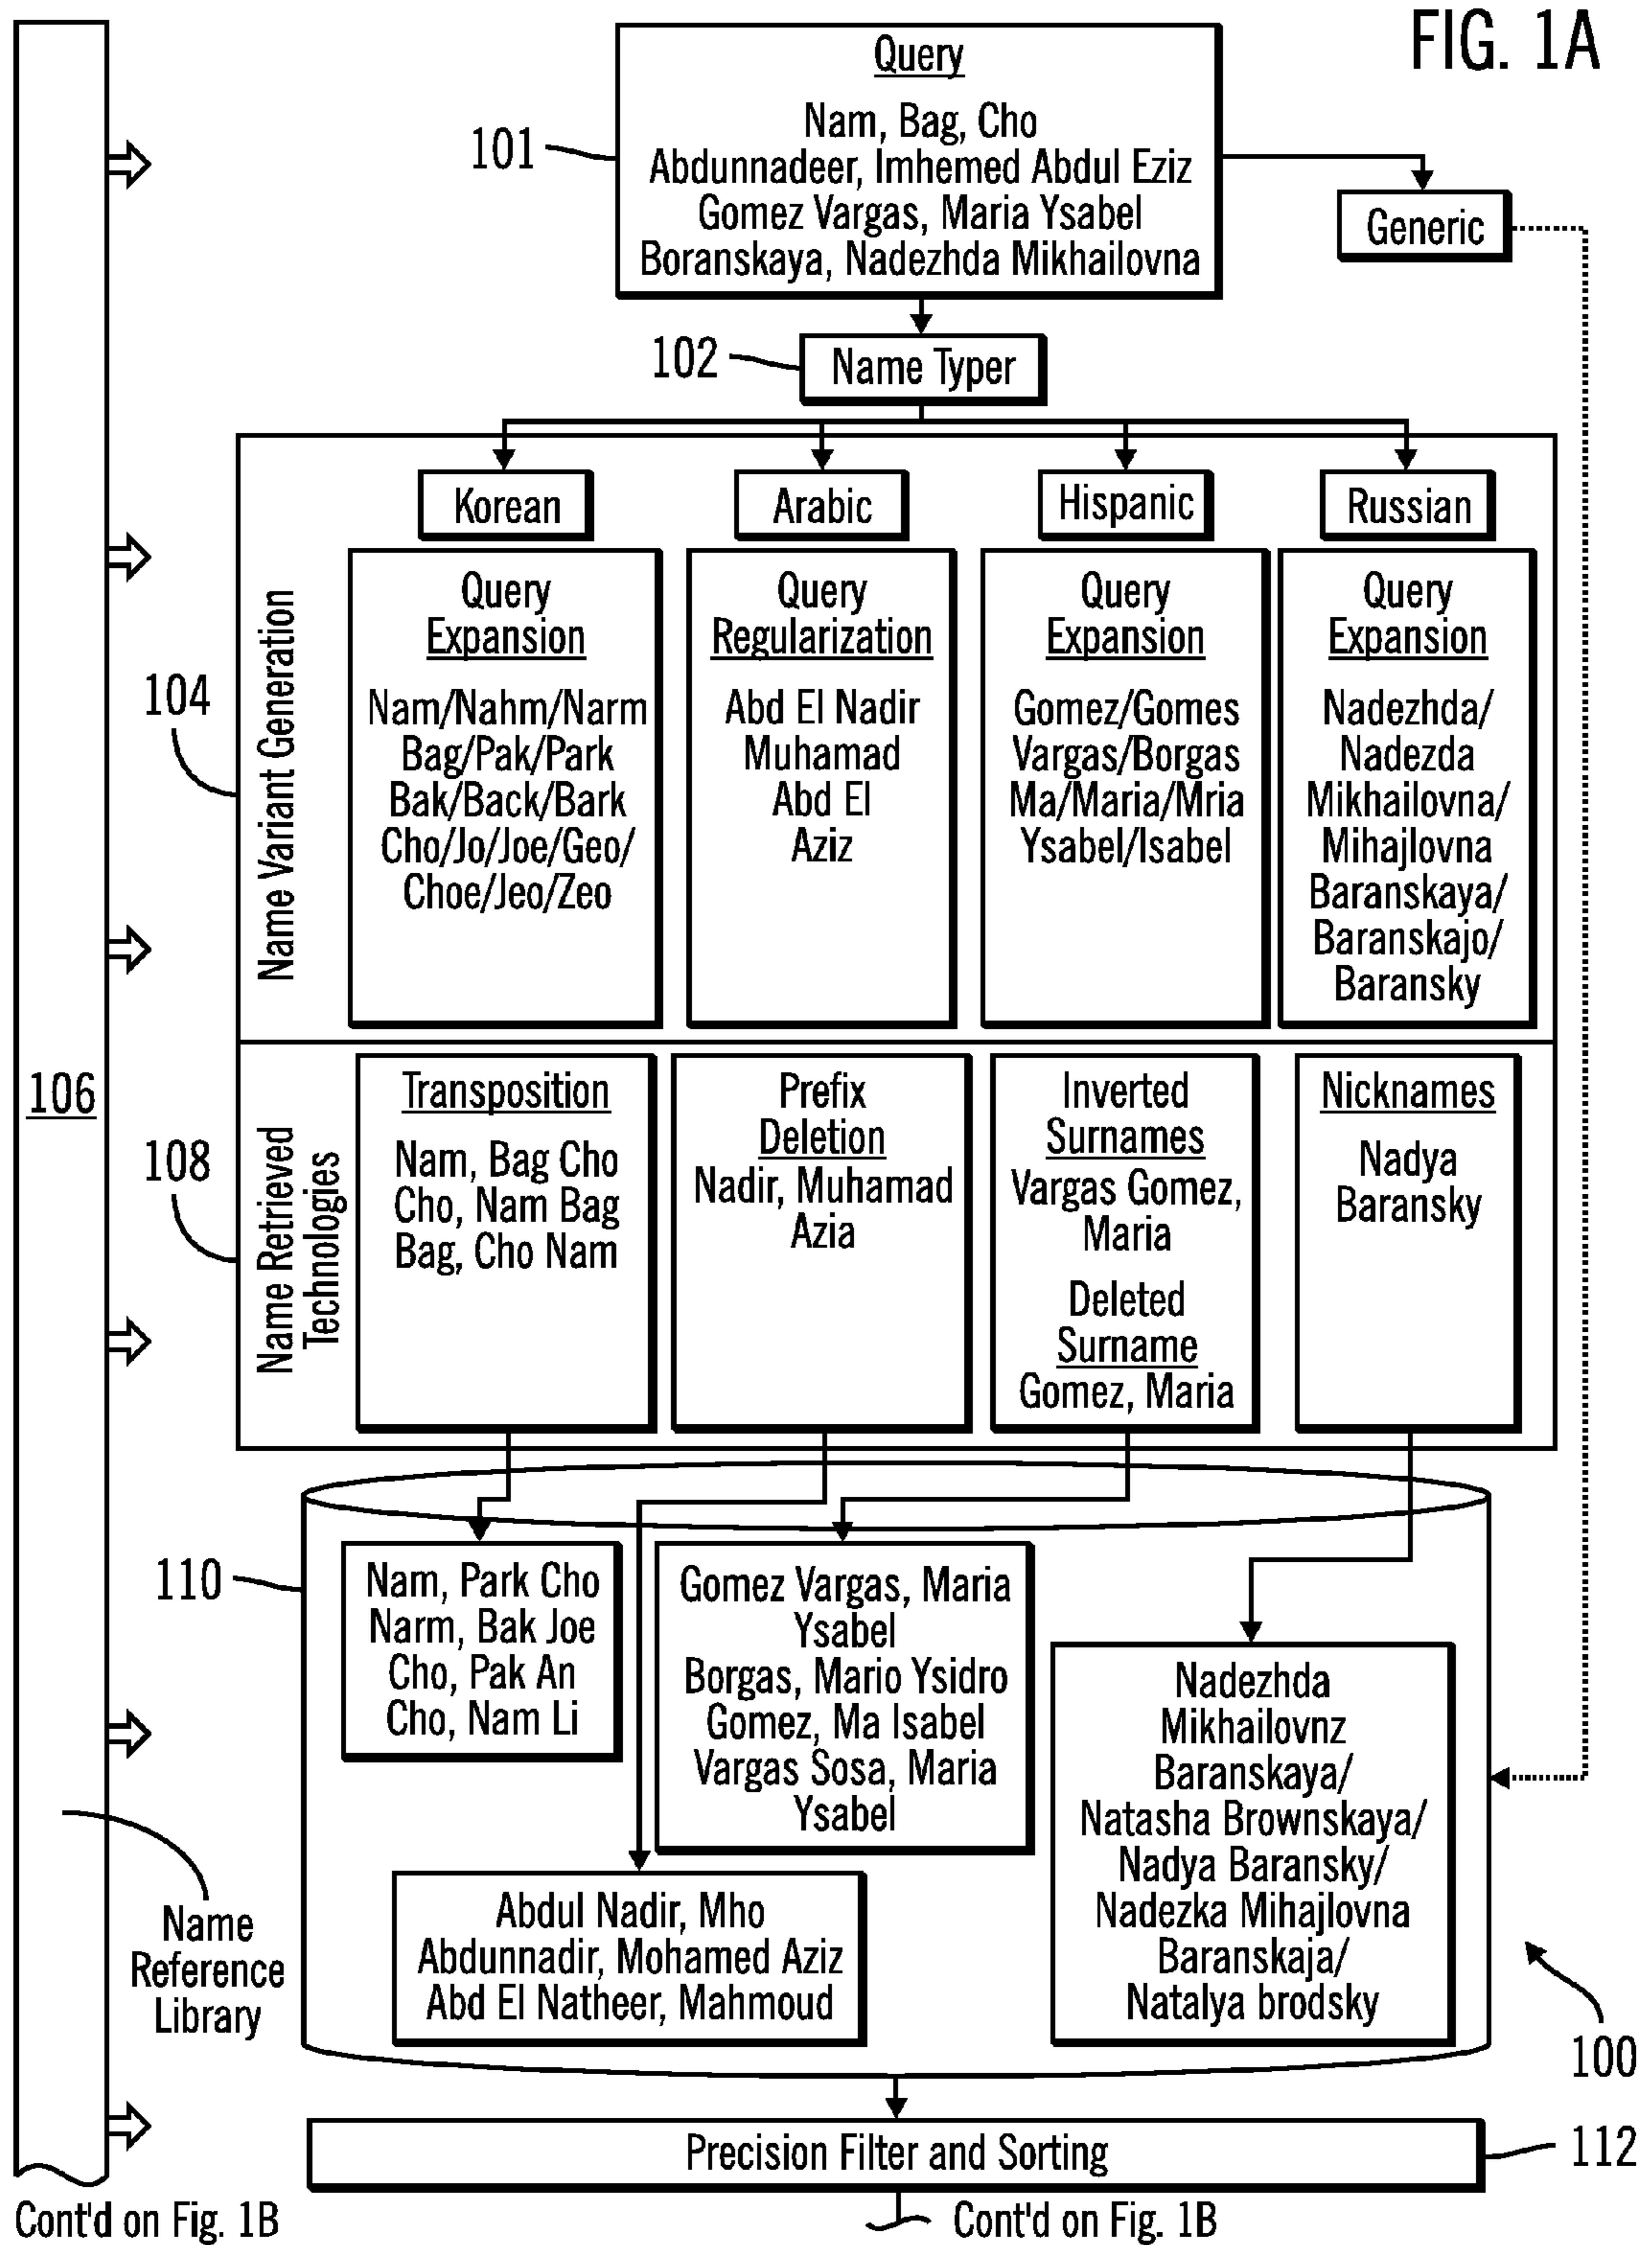 FIG. 1A
Query
Nam, Bag, Cho
Abdunnadeer, Imhemed Abdul Eziz
Gomez Vargas, Maria Ysabel
Boranskaya, Nadezhda Mikhailovna
101
Generic
102
Name Typer
Korean
Arabic
Hispanic
Russian
104
Name Variant Generation
Query
Expansion
Nam/Nahm/Narm
Bag/Pak/Park
Bak/Back/Bark
Cho/Jo/Joe/Geo/
Choe/Jeo/Zeo
Query
Regularization
Abd El Nadir
Muhamad
Abd El
Aziz
Query
Expansion
Gomez/Gomes
Vargas/Borgas
Ma/Maria/Mria
Ysabel/Isabel
Query
Expansion
Nadezhda/
Nadezda
Mikhailovna/
Mihajlovna
Baranskaya/
Baranskajo/
Baransky
106
108
Name Retrieved
Technologies
Transposition
Nam, Bag Cho
Cho, Nam Bag
Bag, Cho Nam
Prefix
Deletion
Nadir, Muhamad
Azia
Inverted
Surnames
Vargas Gomez,
Maria
Deleted
Surname
Gomez, Maria
Nicknames
Nadya
Baransky
110
Nam, Park Cho
Narm, Bak Joe
Cho, Pak An
Cho, Nam Li
Gomez Vargas, Maria
Ysabel
Borgas, Mario Ysidro
Gomez, Ma Isabel
Vargas Sosa, Maria
Ysabel
Nadezhda
Mikhailovnz
Baranskaya/
Natasha Brownskaya/
Nadya Baransky/
Nadezka Mihajlovna
Baranskaja/
Natalya brodsky
Abdul Nadir, Mho
Abdunnadir, Mohamed Aziz
Abd El Natheer, Mahmoud
Name
Reference
Library
100
Precision Filter and Sorting
112
Cont'd on Fig. 1B
Cont'd on Fig. 1B